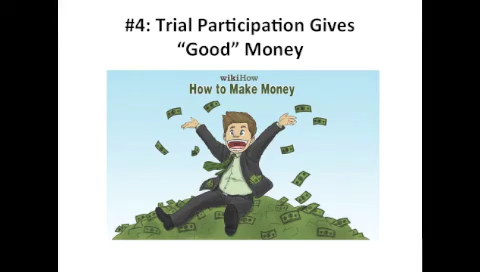 #4: Trial Participation Gives
“Good” Money
wikiHow
How to Make Money